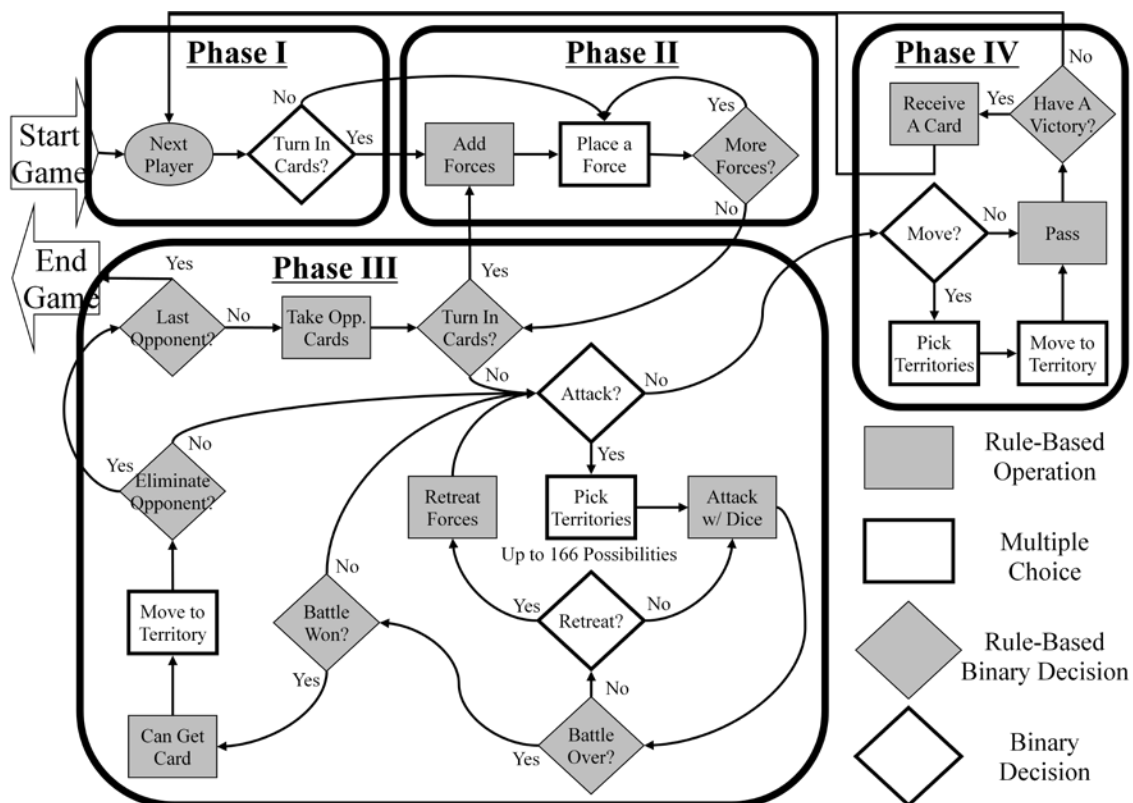 Start
Game
Phase I
Next
Player
No
Turn In
Cards?
Yes
Phase II
Add
Forces
Place a
Force
Yes
More
Forces?
No
Phase IV
No
Receive
A Card
Yes
Have A
Victory?
Move?
No
Pass
Yes
Pick
Territories
Move to
Territory
End
Game
Phase III
Yes
Last
Opponent?
No
Take Opp.
Cards
Yes
Turn In
Cards?
No
Attack?
No
Yes
No
Yes
Eliminate
Opponent?
Retreat
Forces
Pick
Territories
Attack
w/ Dice
Up to 166 Possibilities
No
Move to
Territory
Battle
Won?
Yes
Retreat?
No
Yes
No
Can Get
Card
Yes
Battle
Over?
Rule-Based
Operation
Multiple
Choice
Rule-Based
Binary Decision
Binary
Decision